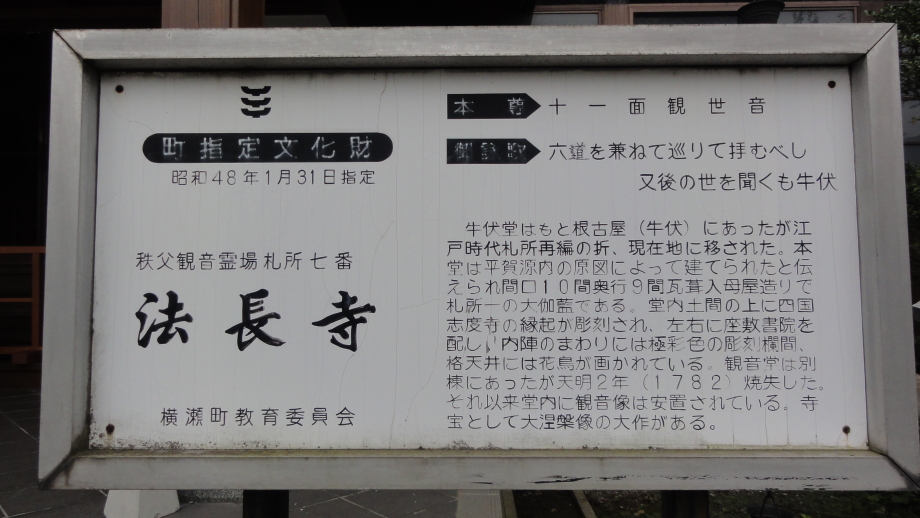 町指定文化財
昭和48年1月31日指定
秩父観音霊場札所七番
法長寺
横瀬町教育委員会
本尊 十一面観世音
御詠歌 六道を兼ねて巡りて拝むべし
又後の世を聞くも牛伏
牛伏堂はもと根古屋（牛伏）にあったが江
戸時代札所再編の折、現在地に移された。本
堂は平賀源内の原図によって建てられたと伝
えられ間口10間奥行9間瓦葺入母屋造りで
札所一の大伽藍である。堂内土間の上に四国
志度寺の縁起が彫刻され、左右に座敷書院を
配し、内陣のまわりには極彩色の彫刻欄間、
格天井には花鳥が画かれている。観音堂は別
棟にあったが天明2年（1782）焼失した。
それ以来堂内に観音像は安置されている。寺
宝として大涅槃像の大作がある。